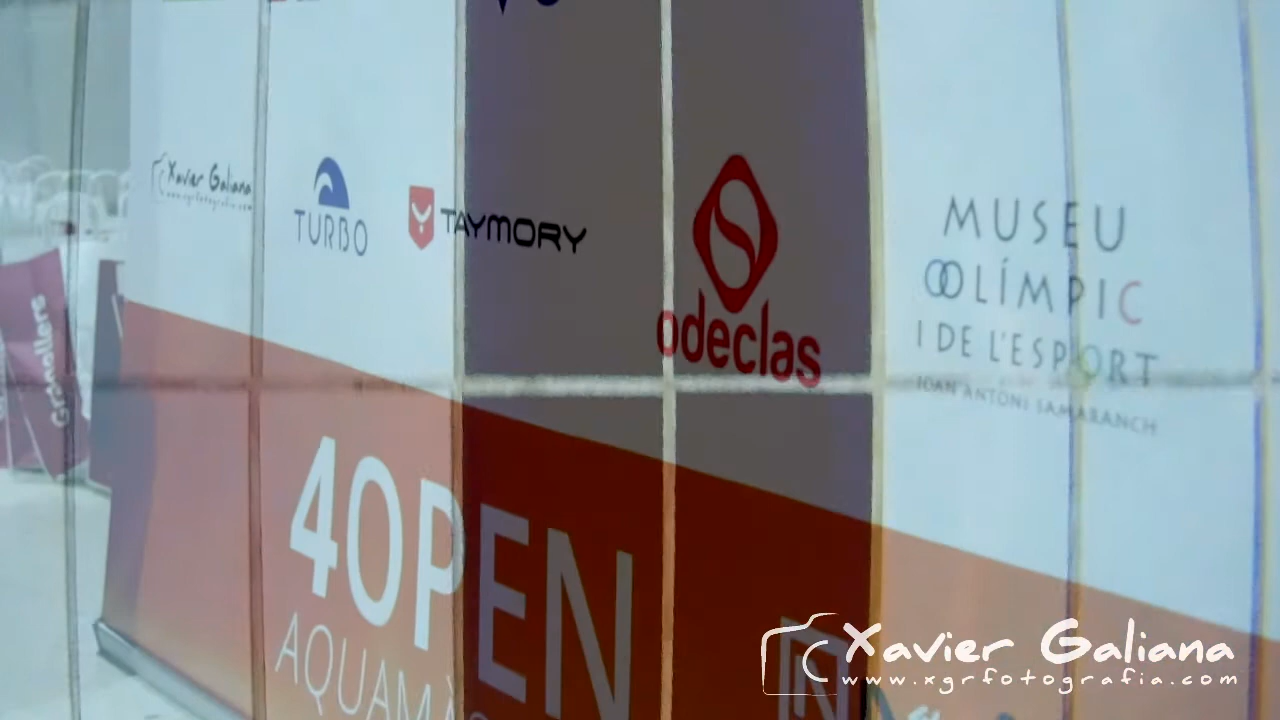 Xavier Galiana
www.xgrfotografia.com
TURBO
TAYMORY
odeclas
MUSEU
OLÍMPIC
I DE L'ESPORT
JOAN ANTONI SAMARANCH
Granollers
4OPEN
AQUAM
Xavier Galiana
www.xgrfotografia.com